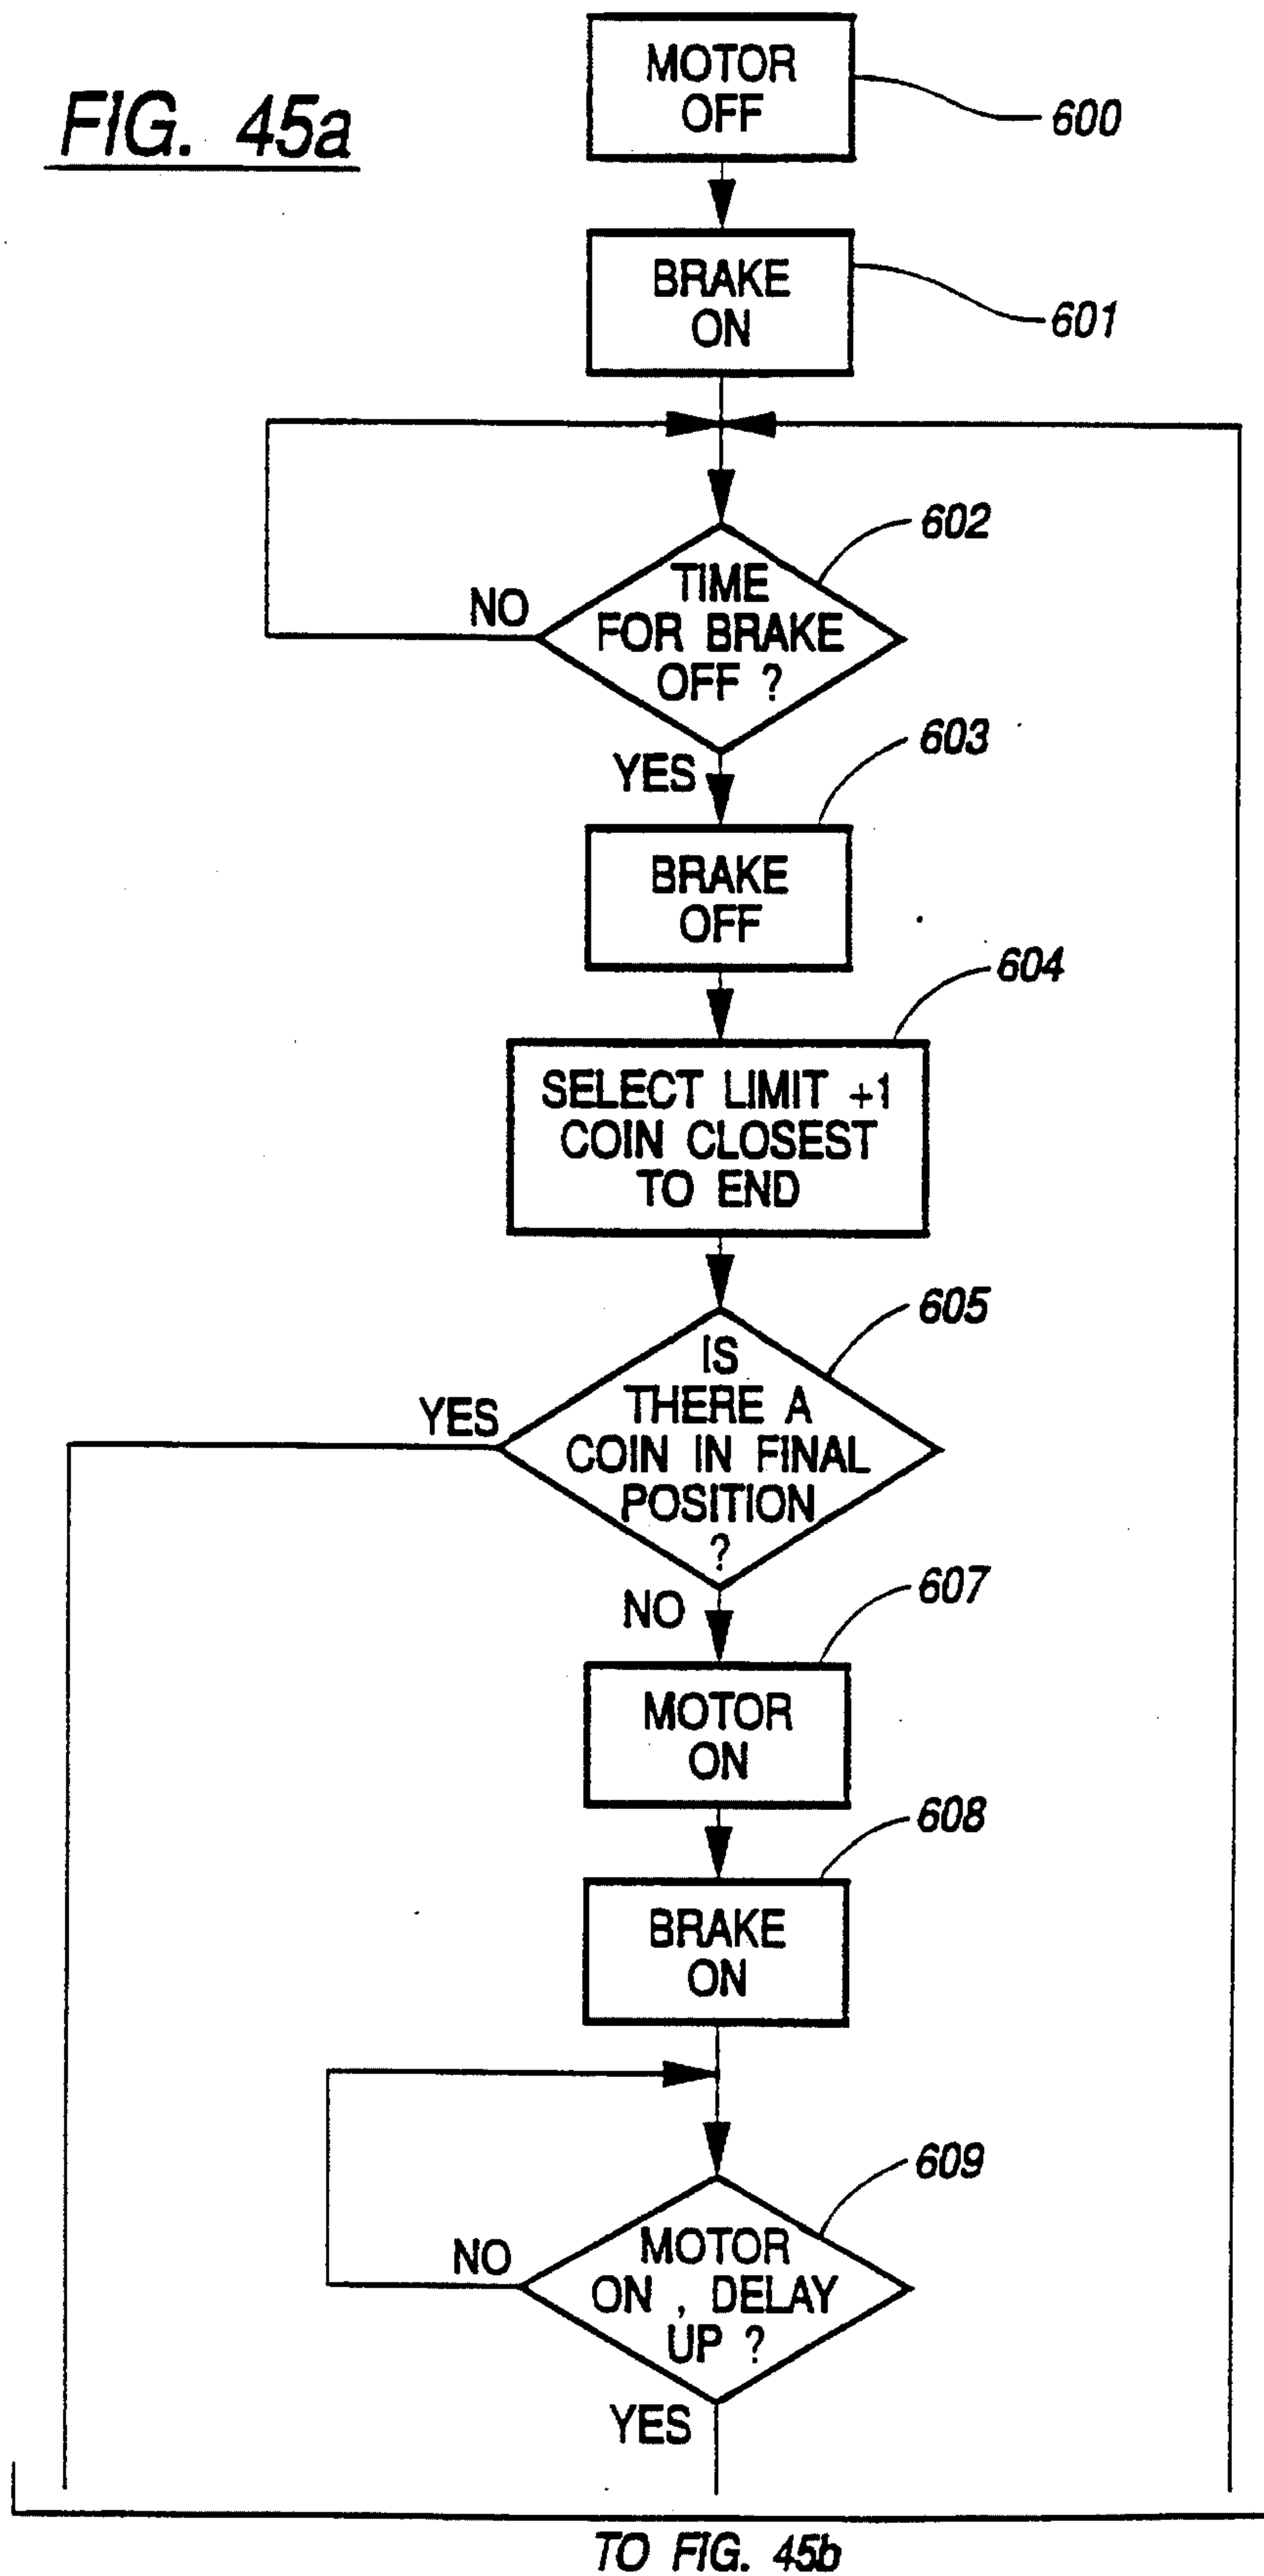 FIG. 45a
MOTOR
OFF
600
BRAKE
ON
601
602
TIME
FOR BRAKE
OFF ?
NO
YES
603
BRAKE
OFF
604
SELECT LIMIT +1
COIN CLOSEST
TO END
605
IS
THERE A
COIN IN FINAL
POSITION
?
YES
NO
607
MOTOR
ON
608
BRAKE
ON
609
MOTOR
ON , DELAY
UP ?
NO
YES
TO FIG. 45b